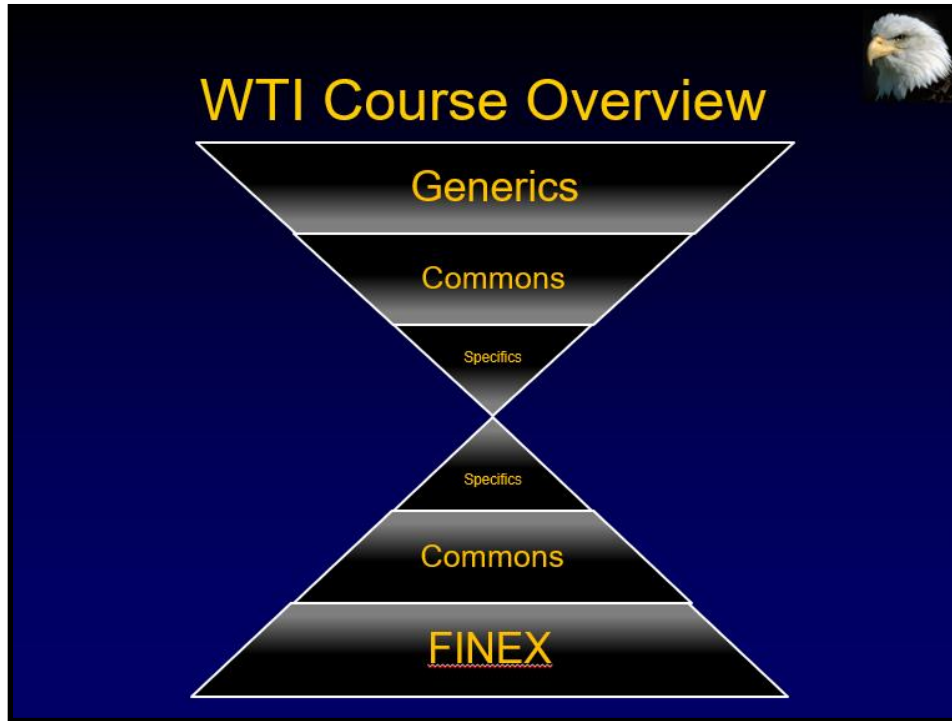 WTI Course Overview
Generics
Commons
Specifics
Specifics
Commons
FINEX